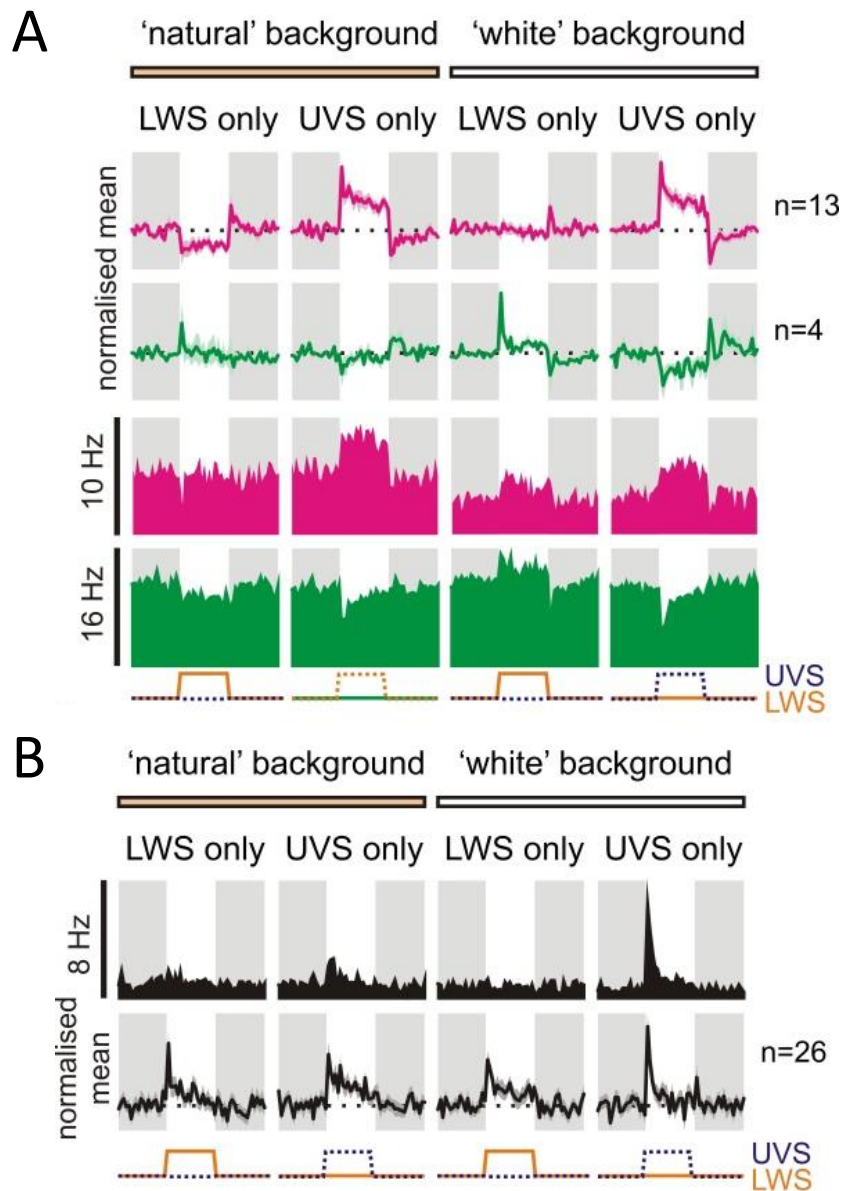 A
‘natural’ background ‘white’ background
LWS only UVS only LWS only UVS only
normalised mean
n=13
n=4
10 Hz
16 Hz
UVS
LWS
B
‘natural’ background ‘white’ background
LWS only UVS only LWS only UVS only
8 Hz
normalised
mean
n=26
UVS
LWS